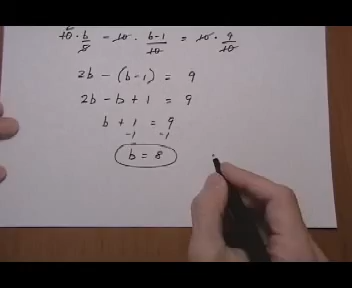 10 · b/5 - 10 · b-1/10 = 10 · 9/10
2b - (b-1) = 9
2b - b + 1 = 9
b + 1 = 9
-1 -1
b = 8